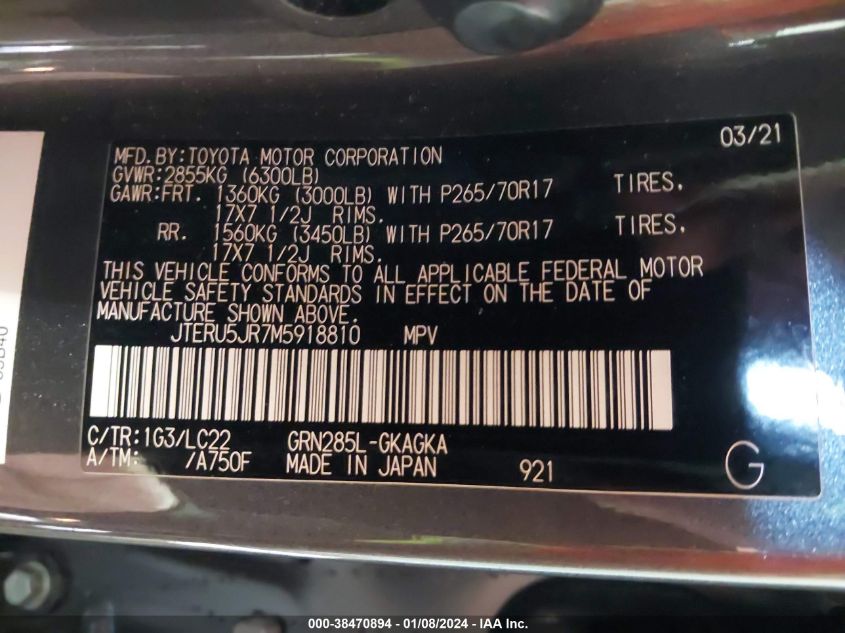 03/21
MFD.BY:TOYOTA MOTOR CORPORATION
GVWR:2855KG (6300LB)
GAWR:FRT. 1360KG (3000LB) WITH P265/70R17 TIRES,
17X7 1/2J RIMS.
RR. 1560KG (3450LB) WITH P265/70R17 TIRES,
17X7 1/2J RIMS.
THIS VEHICLE CONFORMS TO ALL APPLICABLE FEDERAL MOTOR
VEHICLE SAFETY STANDARDS IN EFFECT ON THE DATE OF
MANUFACTURE SHOWN ABOVE.
JTERU5JR7M5918810 MPV
C/TR:1G3/LC22 GRN285L-GKAGKA
A/TM: /A750F MADE IN JAPAN 921
G
000-38470894 - 01/08/2024 - IAA Inc.